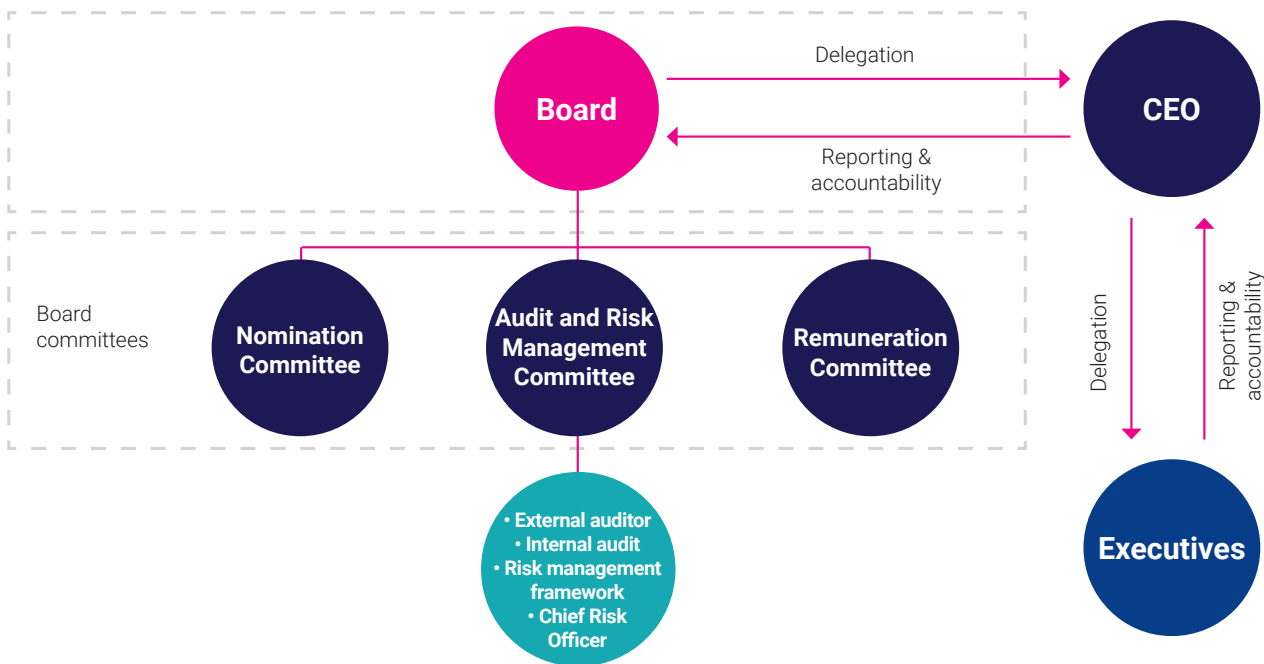 Board
Delegation
CEO
Reporting &
accountability
Board
committees
Nomination
Committee
Audit and Risk
Management
Committee
Remuneration
Committee
Delegation
Reporting &
accountability
• External auditor
• Internal audit
• Risk management
framework
• Chief Risk
Officer
Executives